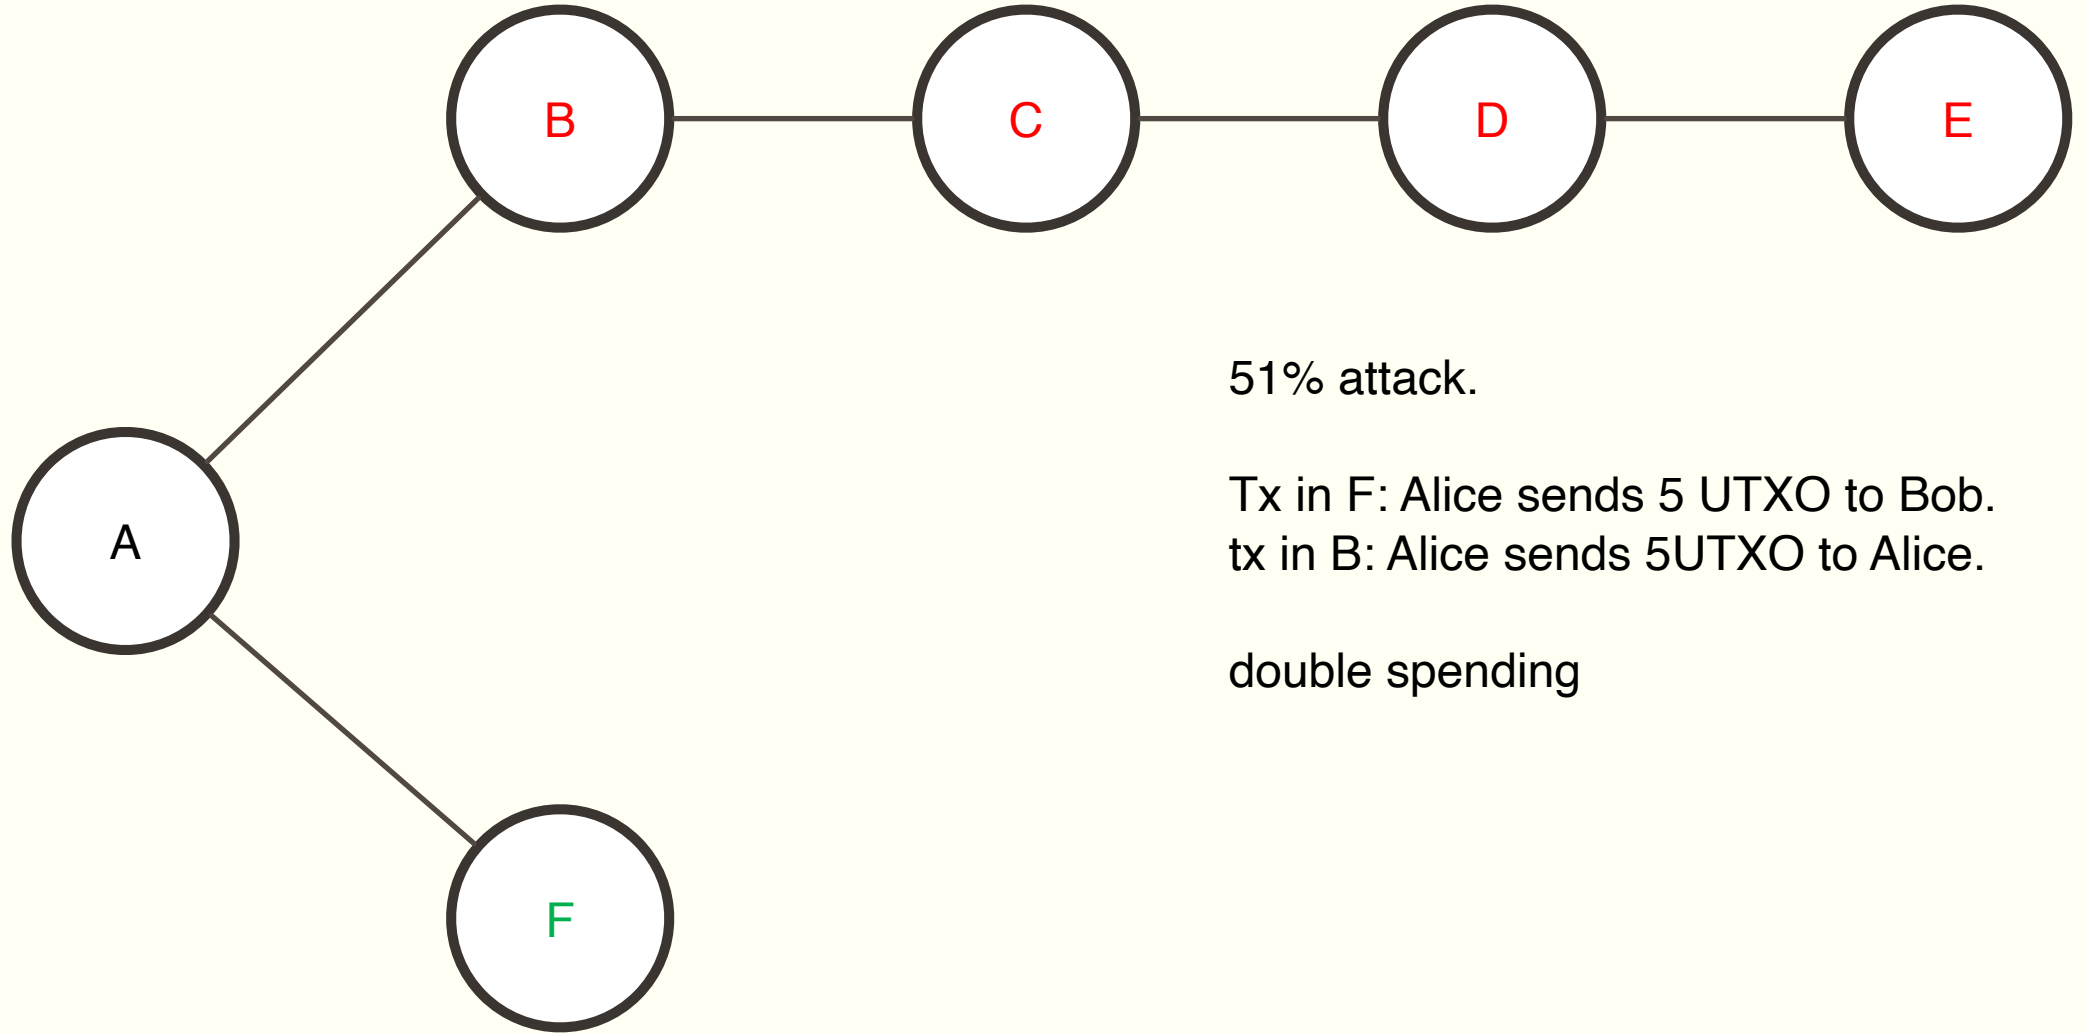 B
C
D
E
A
F
51% attack.
Tx in F: Alice sends 5 UTXO to Bob.
tx in B: Alice sends 5UTXO to Alice.
double spending